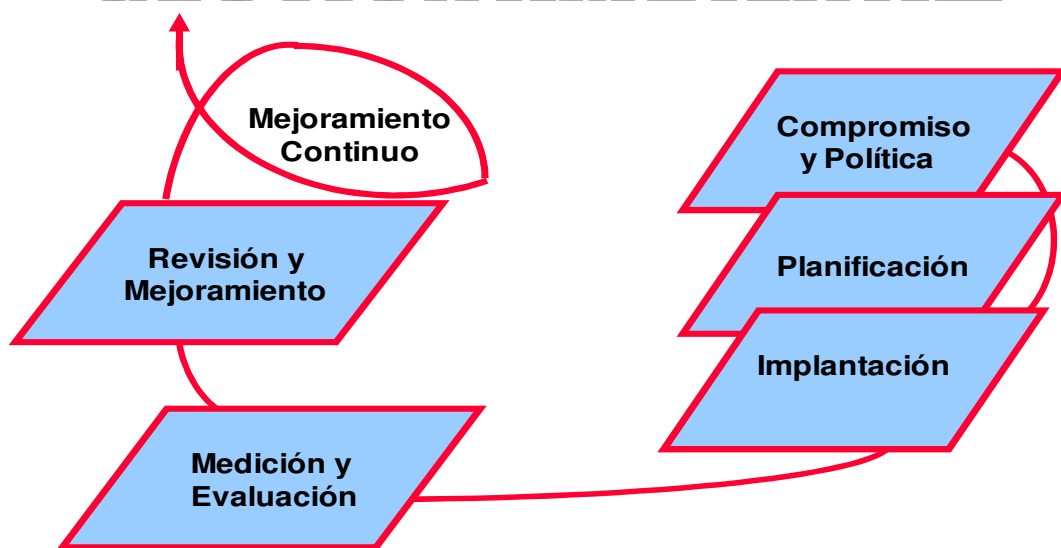 Mejoramiento
Continuo
Compromiso
y Política
Revisión y
Mejoramiento
Planificación
Implantación
Medición y
Evaluación